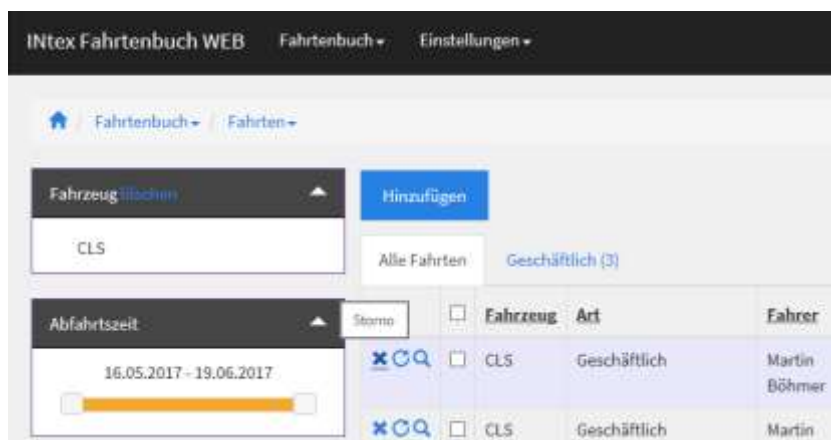 INtex Fahrtenbuch WEB Fahrtenbuch Einstellungen
Fahrtenbuch / Fahrten
Fahrzeug löschen
CLS
Hinzufügen
Alle Fahrten Geschäftlich (3)
Abfahrtszeit
16.05.2017 - 19.06.2017
Storno
Fahrzeug Art Fahrer
CLS Geschäftlich Martin
Böhmer
CLS Geschäftlich Martin